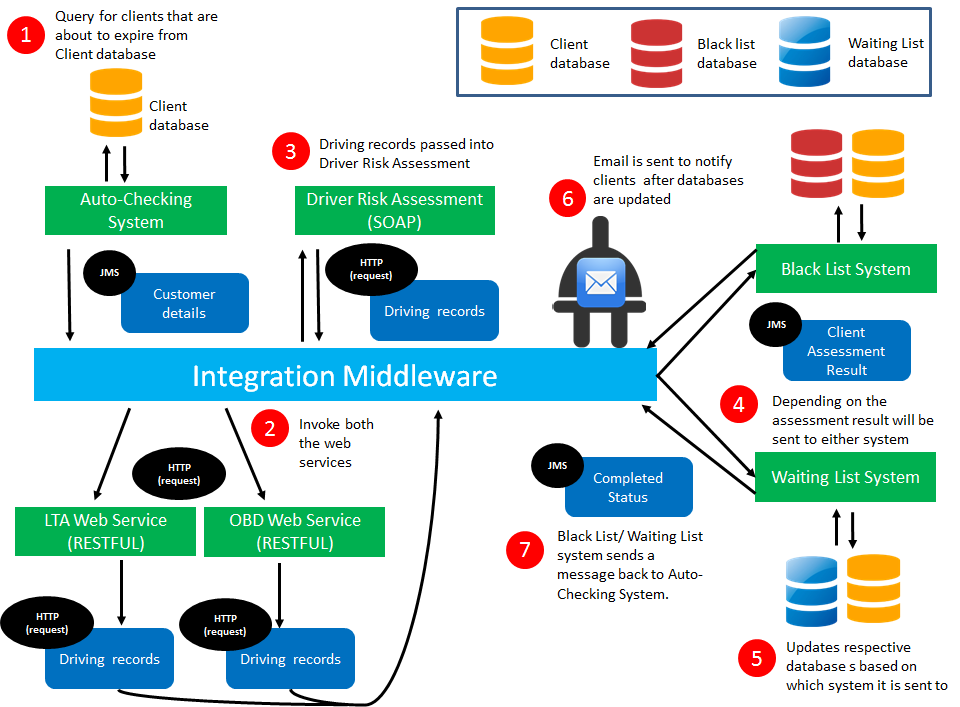 1
Query for clients that are
about to expire from
Client database
Client
database
Client
database
Black list
database
Waiting List
database
3
Driving records passed into
Driver Risk Assessment
Auto-Checking
System
Driver Risk Assessment
(SOAP)
6
Email is sent to notify
clients after databases
are updated
Black List System
JMS
Customer
details
HTTP
(request)
Driving records
JMS
Client
Assessment
Result
Integration Middleware
4
Depending on the
assessment result will be
sent to either system
2
Invoke both
the web
services
HTTP
(request)
JMS
Completed
Status
Waiting List System
LTA Web Service
(RESTFUL)
OBD Web Service
(RESTFUL)
7
Black List/ Waiting List
system sends a
message back to Auto-
Checking System.
HTTP
(request)
Driving records
HTTP
(request)
Driving records
5
Updates respective
database s based on
which system it is sent to